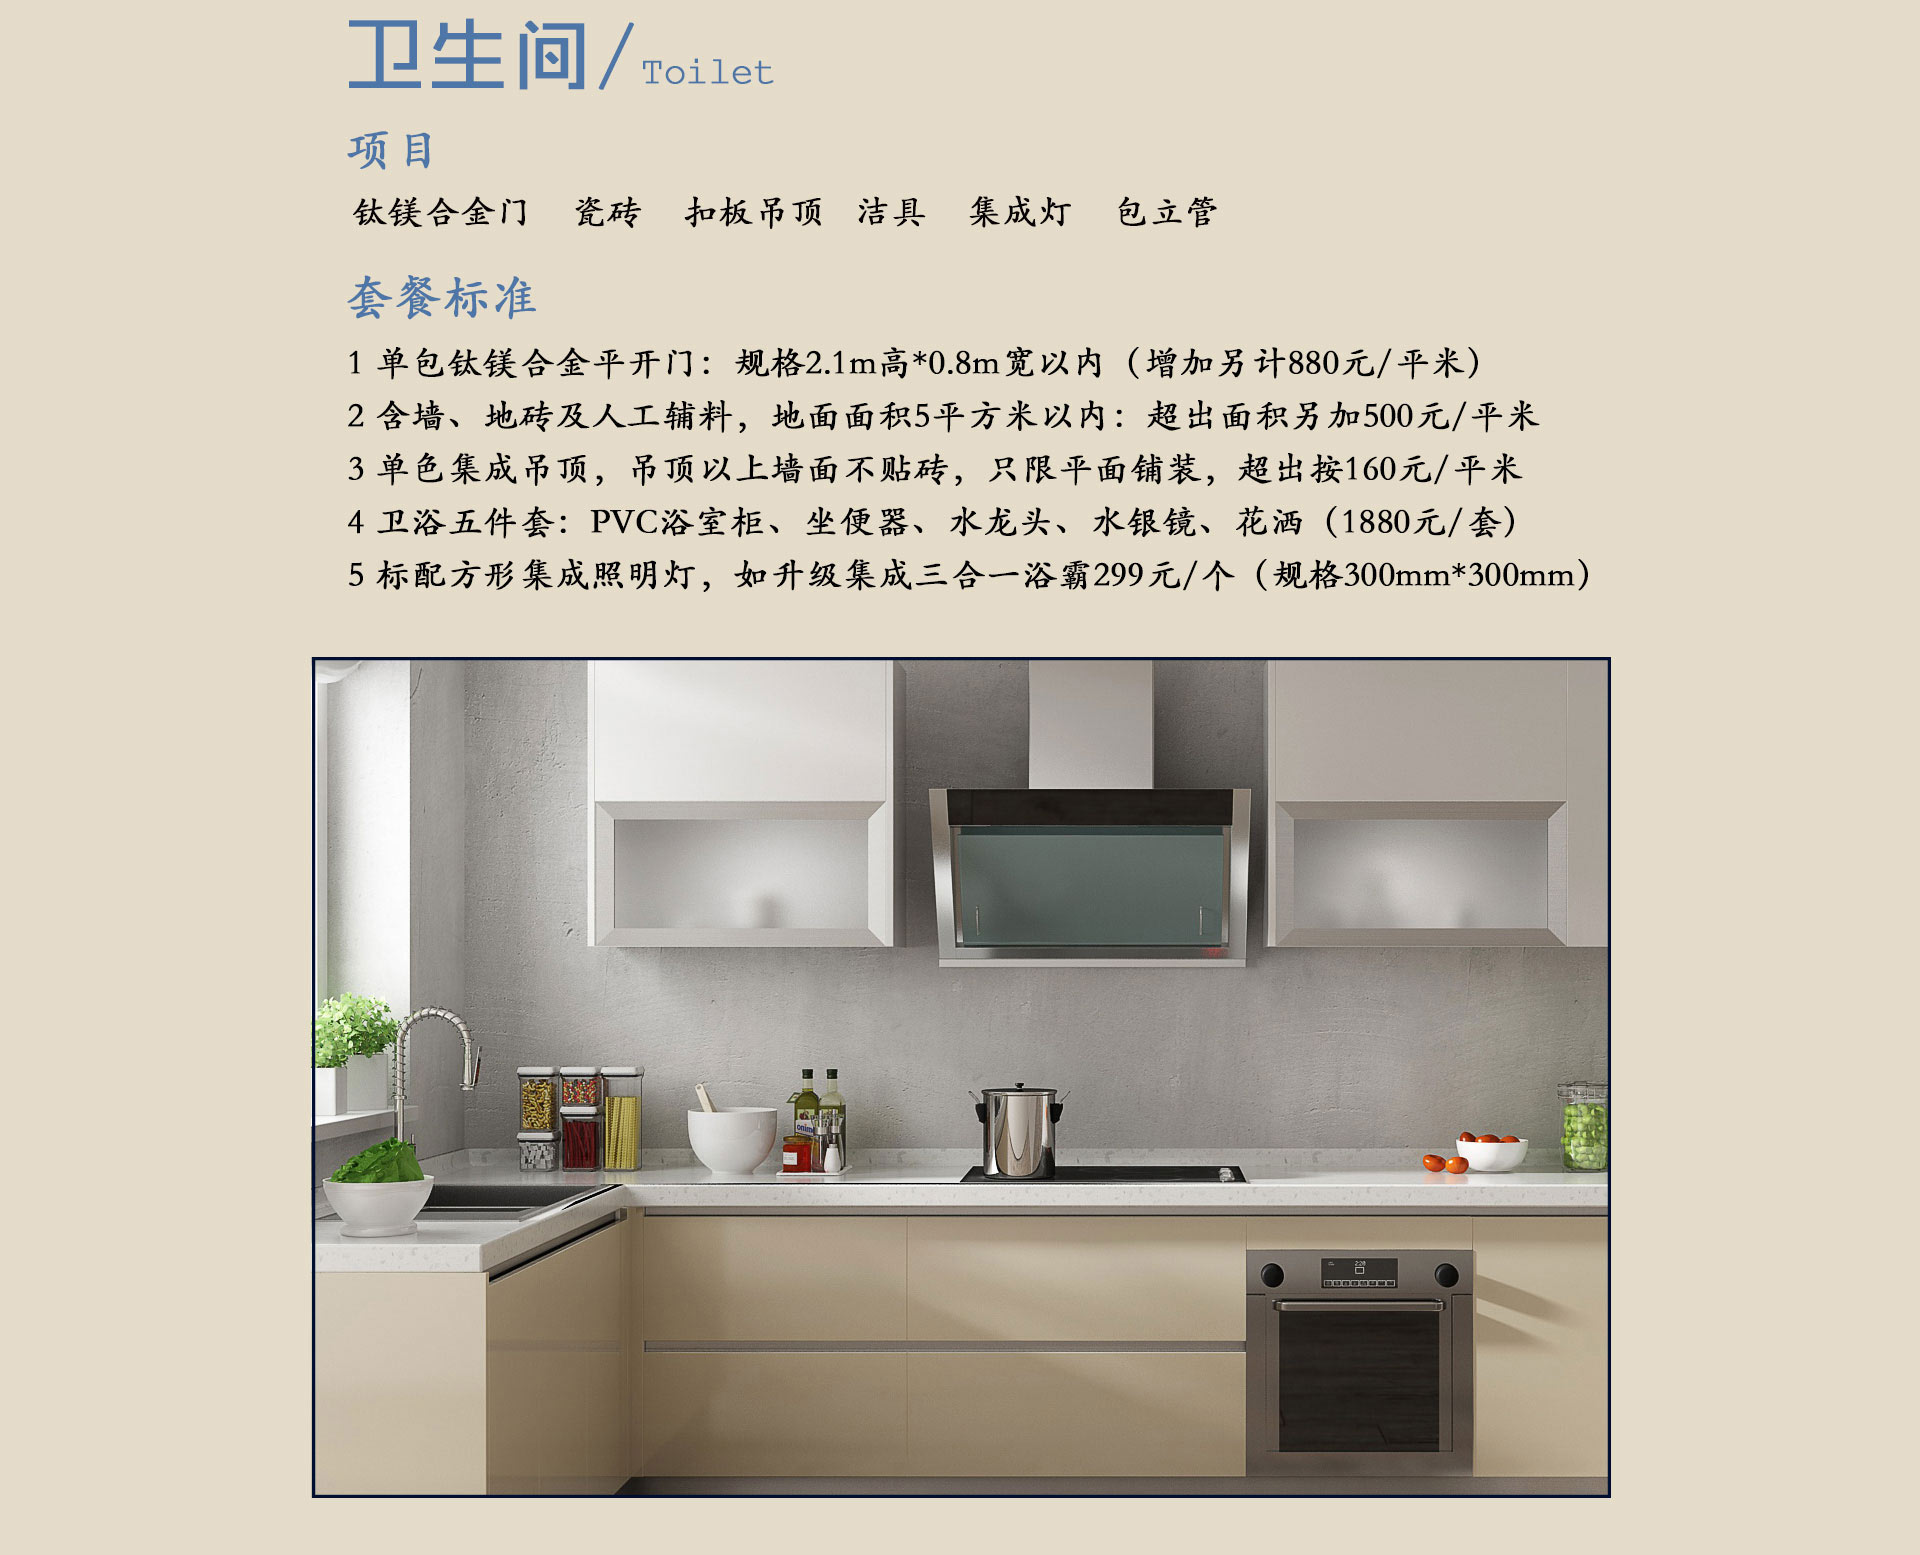 卫生间/Toilet
项目
钛镁合金门 瓷砖 扣板吊顶 洁具 集成灯 包立管
套餐标准
1 单包钛镁合金平开门：规格2.1m高*0.8m宽以内（增加另计880元/平米）
2 含墙、地砖及人工辅料，地面面积5平方米以内：超出面积另加500元/平米
3 单色集成吊顶，吊顶以上墙面不贴砖，只限平面铺装，超出按160元/平米
4 卫浴五件套：PVC浴室柜、坐便器、水龙头、水银镜、花洒（1880元/套）
5 标配方形集成照明灯，如升级集成三合一浴霸299元/个（规格300mm*300mm）